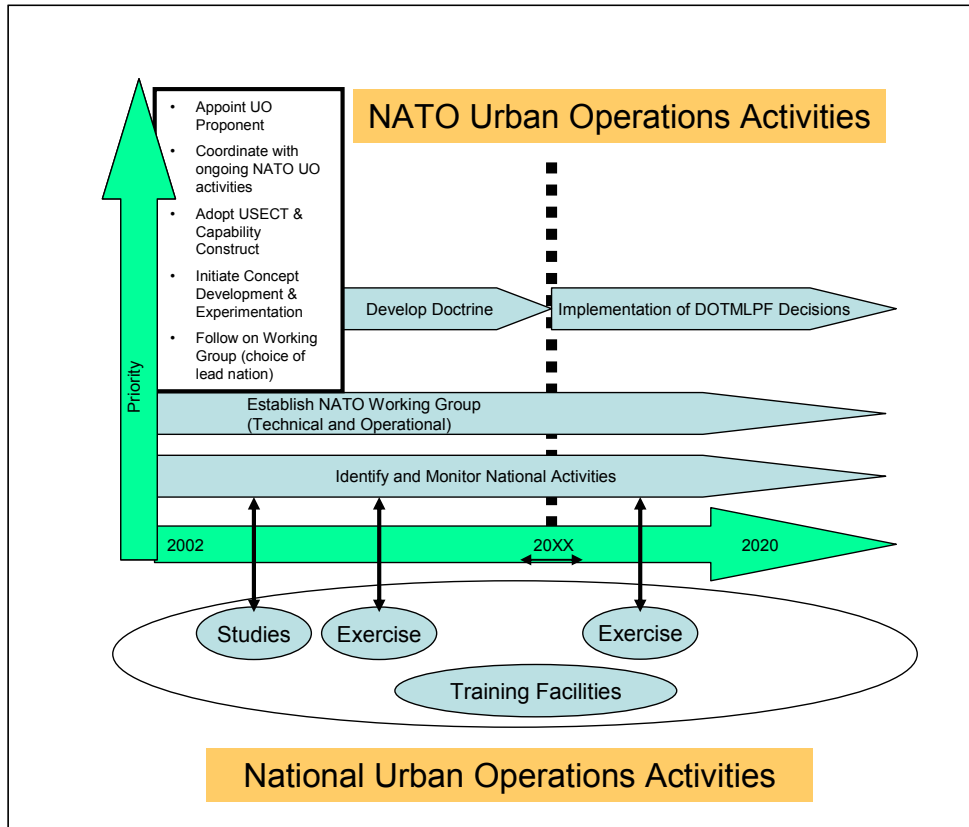 NATO Urban Operations Activities
• Appoint UO
Proponent
• Coordinate with
ongoing NATO UO
activities
• Adopt USECT &
Capability
Construct
• Initiate Concept
Development &
Experimentation
• Follow on Working
Group (choice of
lead nation)
Priority
Develop Doctrine
Implementation of DOTMLPF Decisions
Establish NATO Working Group
(Technical and Operational)
Identify and Monitor National Activities
2002
20XX
2020
Studies
Exercise
Exercise
Training Facilities
National Urban Operations Activities